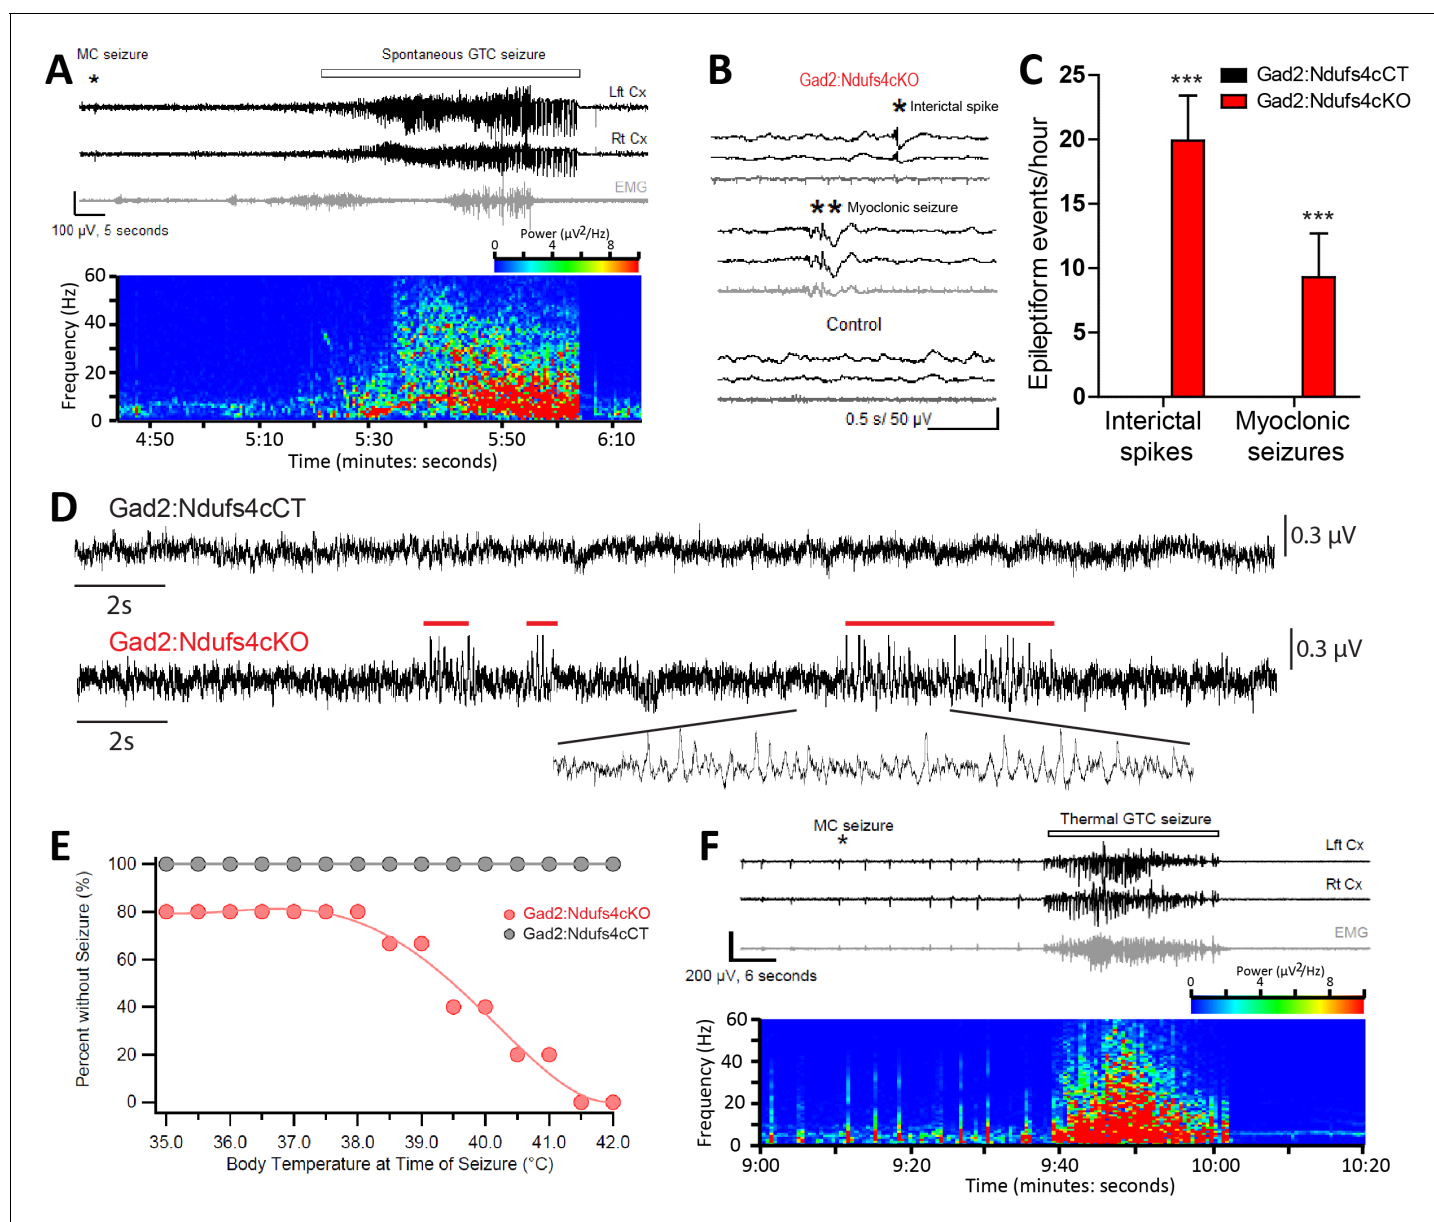 A
MC seizure
*
Spontaneous GTC seizure
Lft Cx
Rt Cx
EMG
100 µV, 5 seconds
Power (µV²/Hz)
0 4 8
60
40
20
0
Frequency (Hz)
4:50 5:10 5:30 5:50 6:10
Time (minutes: seconds)
B
Gad2:Ndufs4cKO
* Interictal spike
** Myoclonic seizure
Control
0.5 s/ 50 µV
C
Gad2:Ndufs4cCT
Gad2:Ndufs4cKO
***
***
25
20
15
10
5
0
Epileptiform events/hour
Interictal spikes
Myoclonic seizures
D
Gad2:Ndufs4cCT
0.3 µV
2s
Gad2:Ndufs4cKO
0.3 µV
2s
E
100
80
60
40
20
0
Percent without Seizure (%)
Gad2:Ndufs4cKO
Gad2:Ndufs4cCT
35.0 36.0 37.0 38.0 39.0 40.0 41.0 42.0
Body Temperature at Time of Seizure (°C)
F
MC seizure
*
Thermal GTC seizure
Lft Cx
Rt Cx
EMG
200 µV, 6 seconds
Power (µV²/Hz)
0 4 8
60
40
20
0
Frequency (Hz)
9:00 9:20 9:40 10:00 10:20
Time (minutes: seconds)